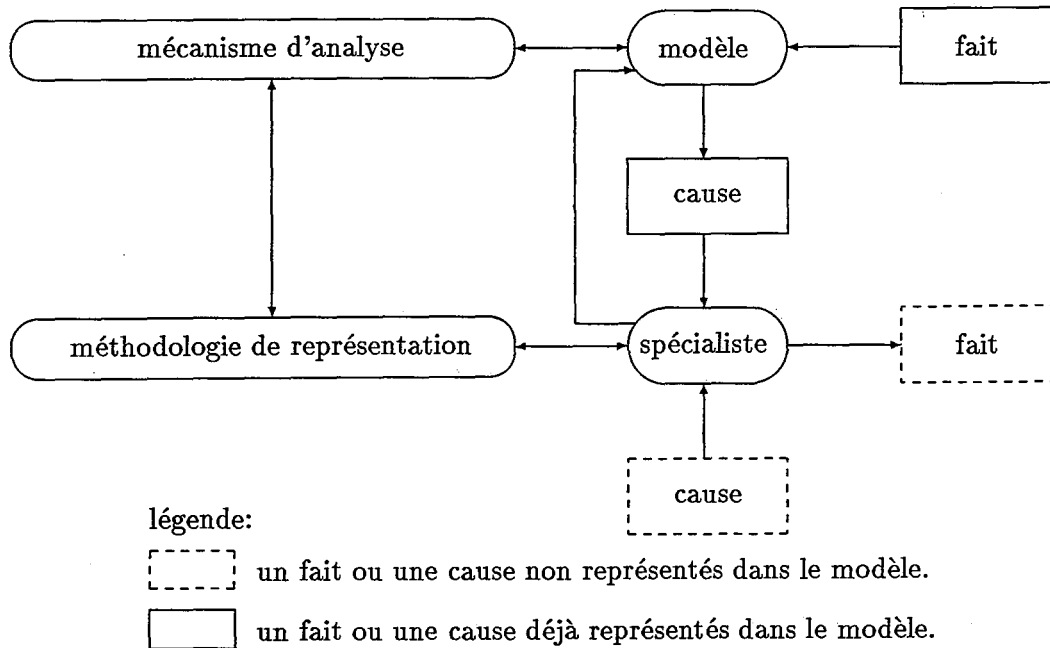 mécanisme d'analyse
modèle
fait
cause
méthodologie de représentation
spécialiste
fait
cause
légende:
un fait ou une cause non représentés dans le modèle.
un fait ou une cause déjà représentés dans le modèle.